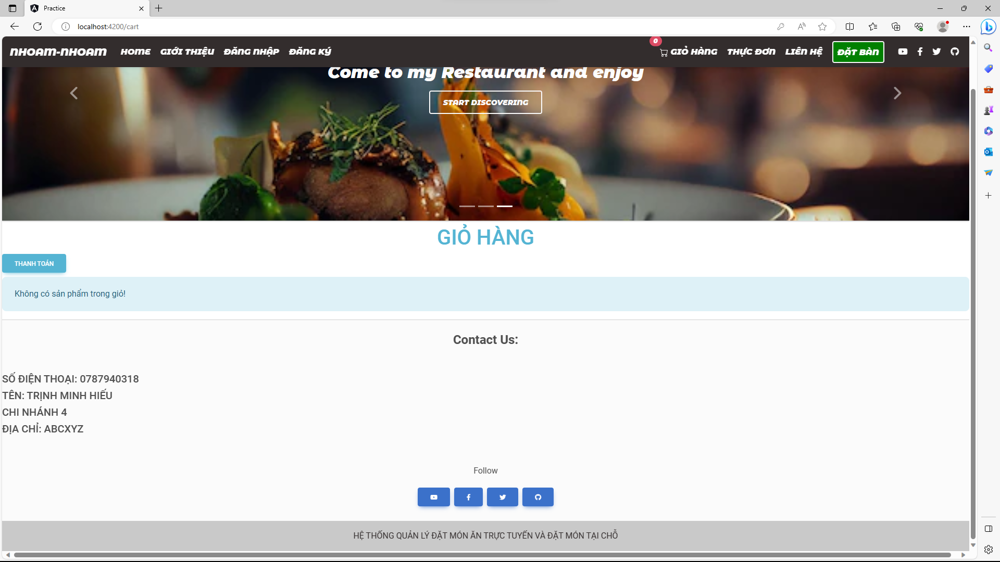 Practice
localhost:4200/cart
NHOAM-NHOAM HOME GIỚI THIỆU ĐĂNG NHẬP ĐĂNG KÝ 0 GIỎ HÀNG THỰC ĐƠN LIÊN HỆ ĐẶT BÀN
Come to my Restaurant and enjoy
START DISCOVERING
GIỎ HÀNG
THANH TOÁN
Không có sản phẩm trong giỏ!
Contact Us:
SỐ ĐIỆN THOẠI: 0787940318
TÊN: TRỊNH MINH HIẾU
CHI NHÁNH 4
ĐỊA CHỈ: ABCXYZ
Follow
HỆ THỐNG QUẢN LÝ ĐẶT MÓN ĂN TRỰC TUYẾN VÀ ĐẶT MÓN TẠI CHỖ